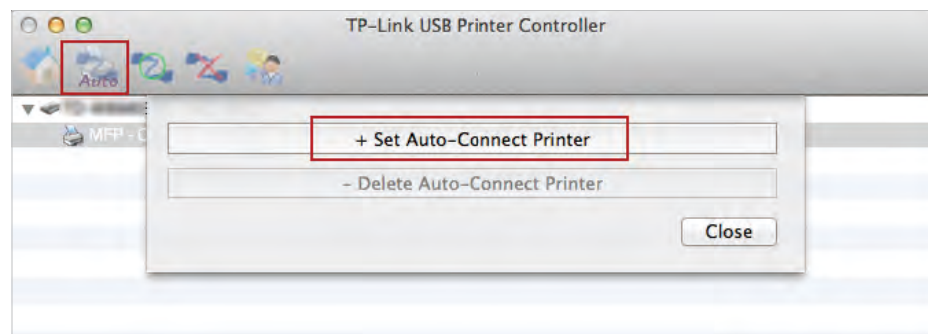 TP-Link USB Printer Controller
Auto
MFP - C
+ Set Auto-Connect Printer
- Delete Auto-Connect Printer
Close